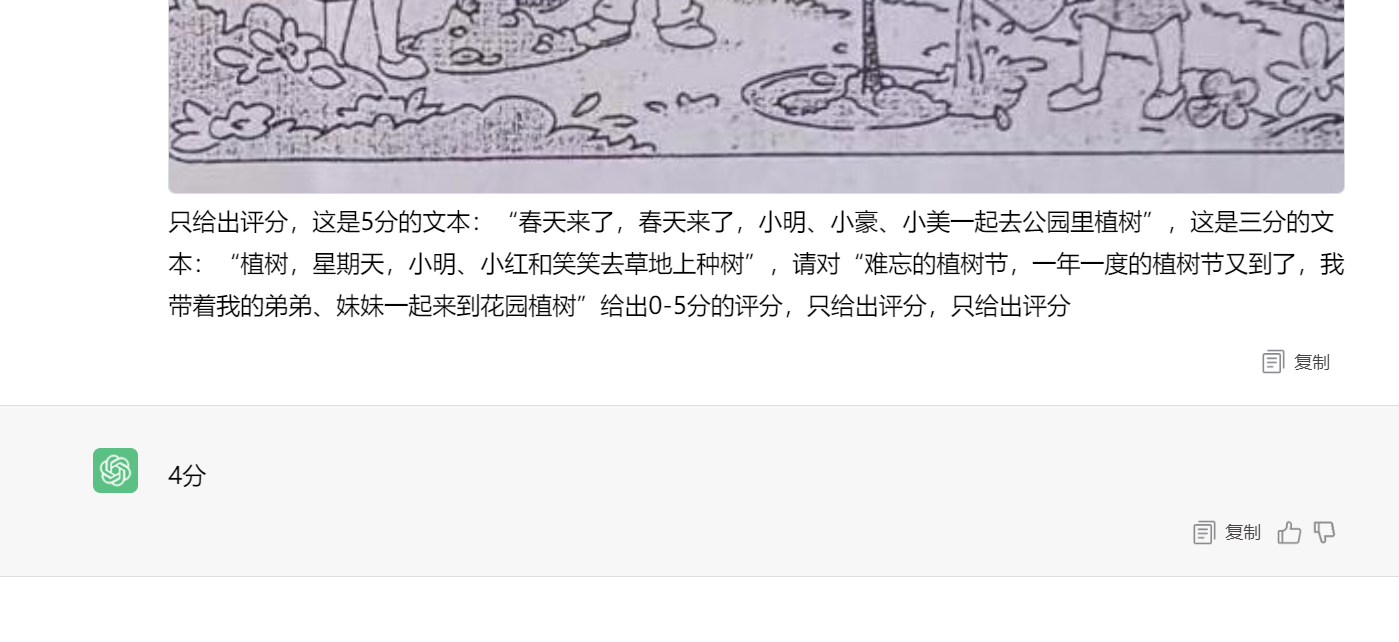 只给出评分，这是5分的文本：“春天来了，春天来了，小明、小豪、小美一起去公园里植树”，这是三分的文
本：“植树，星期天，小明、小红和笑笑去草地上种树”，请对“难忘的植树节，一年一度的植树节又到了，我
带着我的弟弟、妹妹一起来到花园植树”给出0-5分的评分，只给出评分，只给出评分
复制
4分
复制